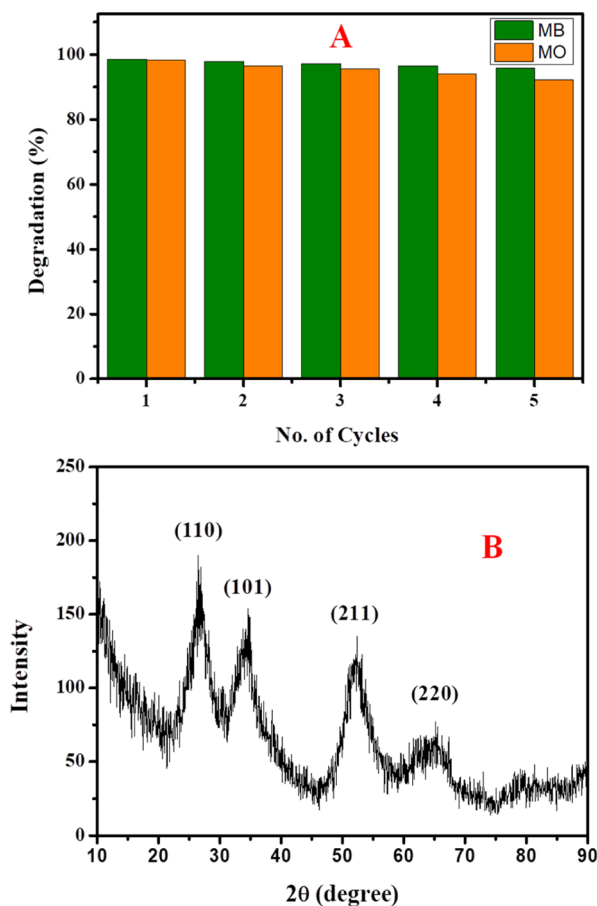 A
MB
MO
Degradation (%)
100
80
60
40
20
0
1 2 3 4 5
No. of Cycles
B
Intensity
250
200
150
100
50
0
(110)
(101)
(211)
(220)
10 20 30 40 50 60 70 80 90
2θ (degree)